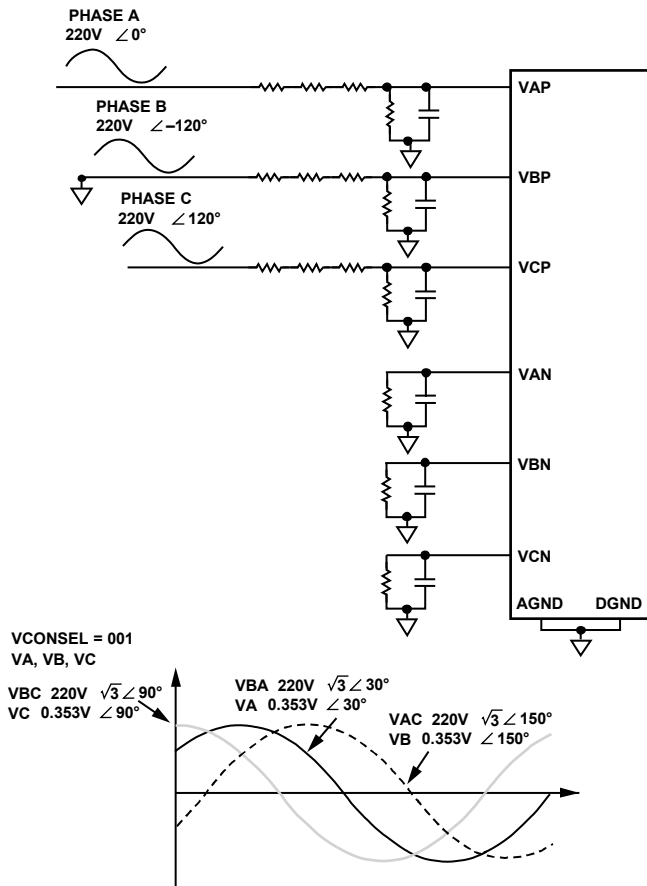 PHASE A
220V ∠0°
VAP
PHASE B
220V ∠–120°
VBP
PHASE C
220V ∠120°
VCP
VAN
VBN
VCN
AGND DGND
VCONSEL = 001
VA, VB, VC
VBC 220V √3∠90°
VC 0.353V ∠90°
VBA 220V √3∠30°
VA 0.353V ∠30°
VAC 220V √3∠150°
VB 0.353V ∠150°